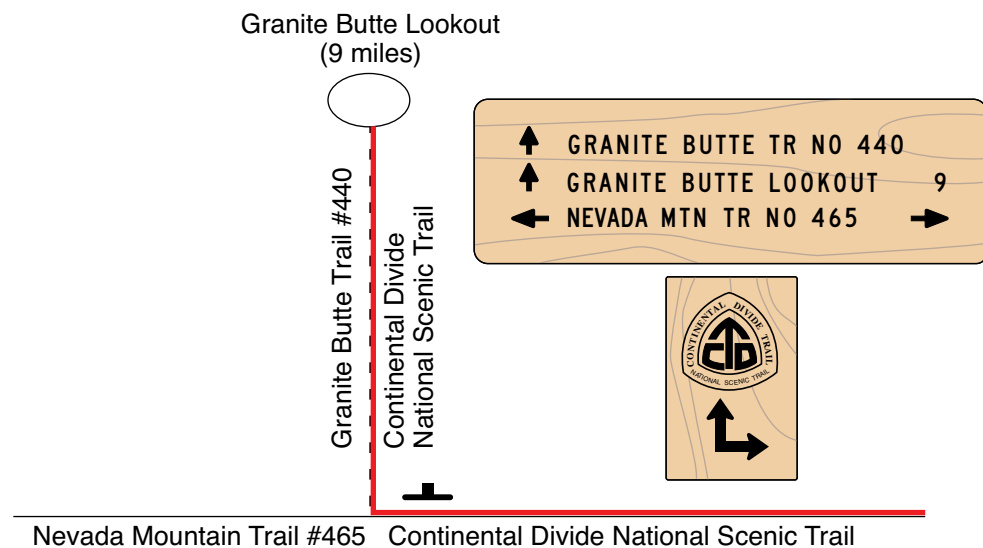 Granite Butte Lookout
(9 miles)
GRANITE BUTTE TR NO 440
GRANITE BUTTE LOOKOUT 9
NEVADA MTN TR NO 465
Granite Butte Trail #440
Continental Divide
National Scenic Trail
CONTINENTAL DIVIDE TRAIL
CTD
NATIONAL SCENIC TRAIL
Nevada Mountain Trail #465 Continental Divide National Scenic Trail